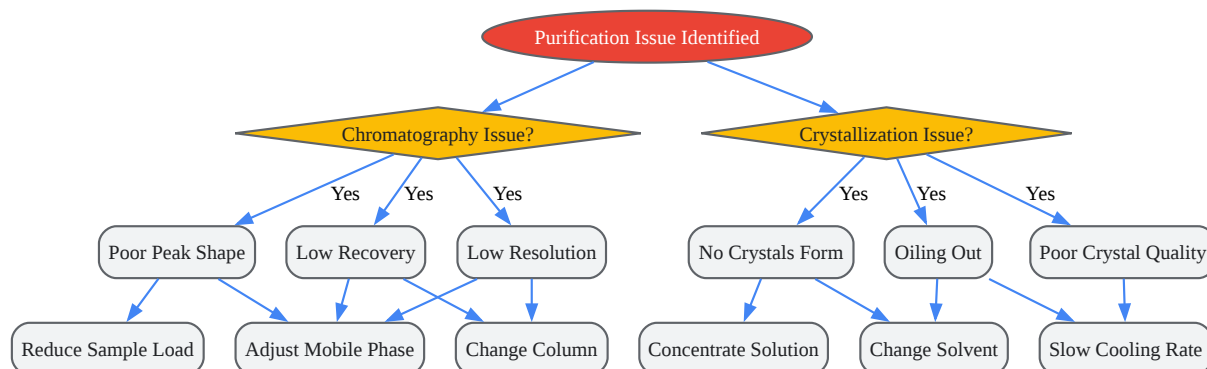 Purification Issue Identified
Chromatography Issue?
Crystallization Issue?
Yes
Yes
Yes
Yes
Yes
Yes
Poor Peak Shape
Low Recovery
Low Resolution
No Crystals Form
Oiling Out
Poor Crystal Quality
Reduce Sample Load
Adjust Mobile Phase
Change Column
Concentrate Solution
Change Solvent
Slow Cooling Rate